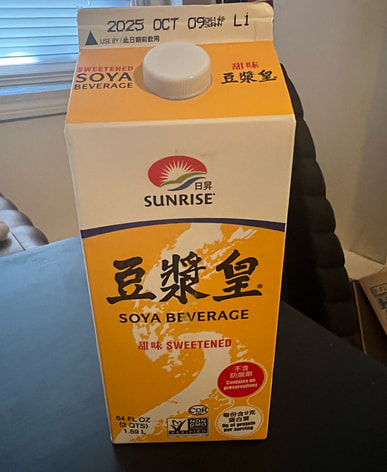 2025 OCT 09 Li
USE BY / 此日期前飲用
SWEETENED
SOYA
BEVERAGE
甜味
豆漿皇
日昇
SUNRISE®
豆漿皇®
SOYA BEVERAGE
甜味 SWEETENED
不含
防腐劑
Contains no
preservatives
64 FL OZ
(2 QTS)
1.89 L
COR
NON
GMO
VERIFIED
每份含9克
蛋白質
9g of protein
per serving